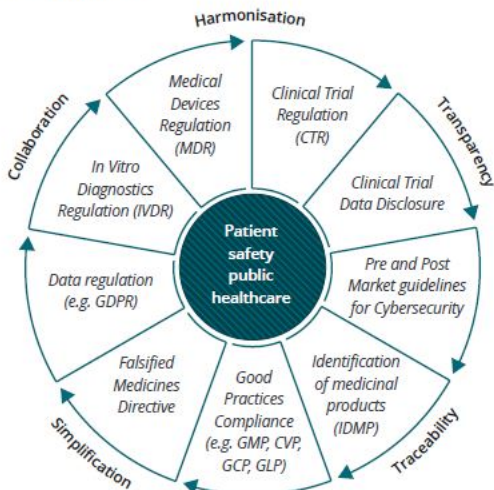 Harmonisation
Medical
Devices
Regulation
(MDR)
Clinical Trial
Regulation
(CTR)
Transparency
Clinical Trial
Data Disclosure
Pre and Post
Market guidelines
for Cybersecurity
Identification
of medicinal
products
(IDMP)
Traceability
Good
Practices
Compliance
(e.g. GMP, CVP,
GCP, GLP)
Falsified
Medicines
Directive
Simplification
Data regulation
(e.g. GDPR)
In Vitro
Diagnostics
Regulation (IVDR)
Collaboration
Patient
safety
public
healthcare